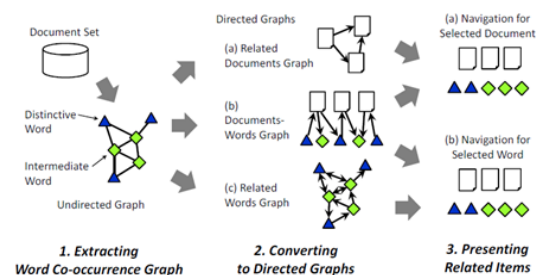 Document Set
Distinctive
Word
Intermediate
Word
Undirected Graph
1. Extracting
Word Co-occurrence Graph
Directed Graphs
(a) Related
Documents Graph
(b)
Documents-
Words Graph
(c) Related
Words Graph
2. Converting
to Directed Graphs
(a) Navigation for
Selected Document
(b) Navigation for
Selected Word
3. Presenting
Related Items